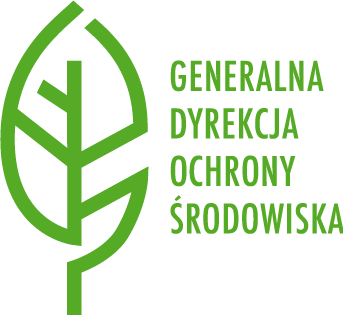 GENERALNA
DYREKCJA
OCHRONY
ŚRODOWISKA